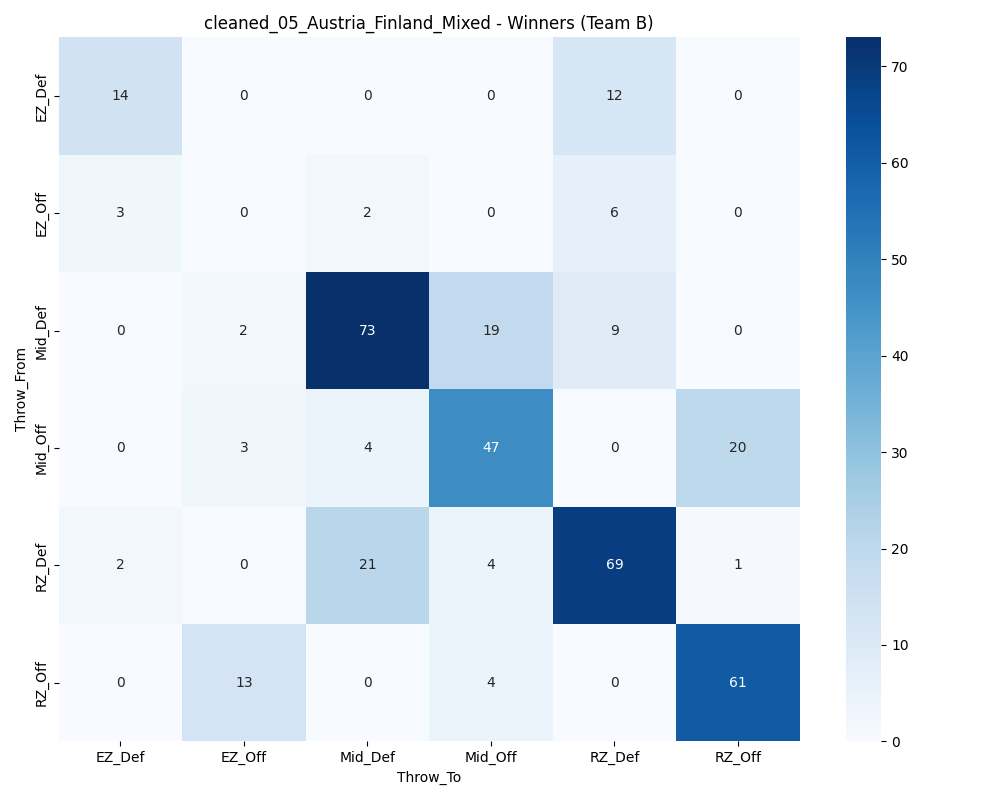 cleaned_05_Austria_Finland_Mixed - Winners (Team B)
Throw_From
EZ_Def 14 0 0 0 12 0
EZ_Off 3 0 2 0 6 0
Mid_Def 0 2 73 19 9 0
Mid_Off 0 3 4 47 0 20
RZ_Def 2 0 21 4 69 1
RZ_Off 0 13 0 4 0 61
EZ_Def EZ_Off Mid_Def Mid_Off RZ_Def RZ_Off
Throw_To
70
60
50
40
30
20
10
0